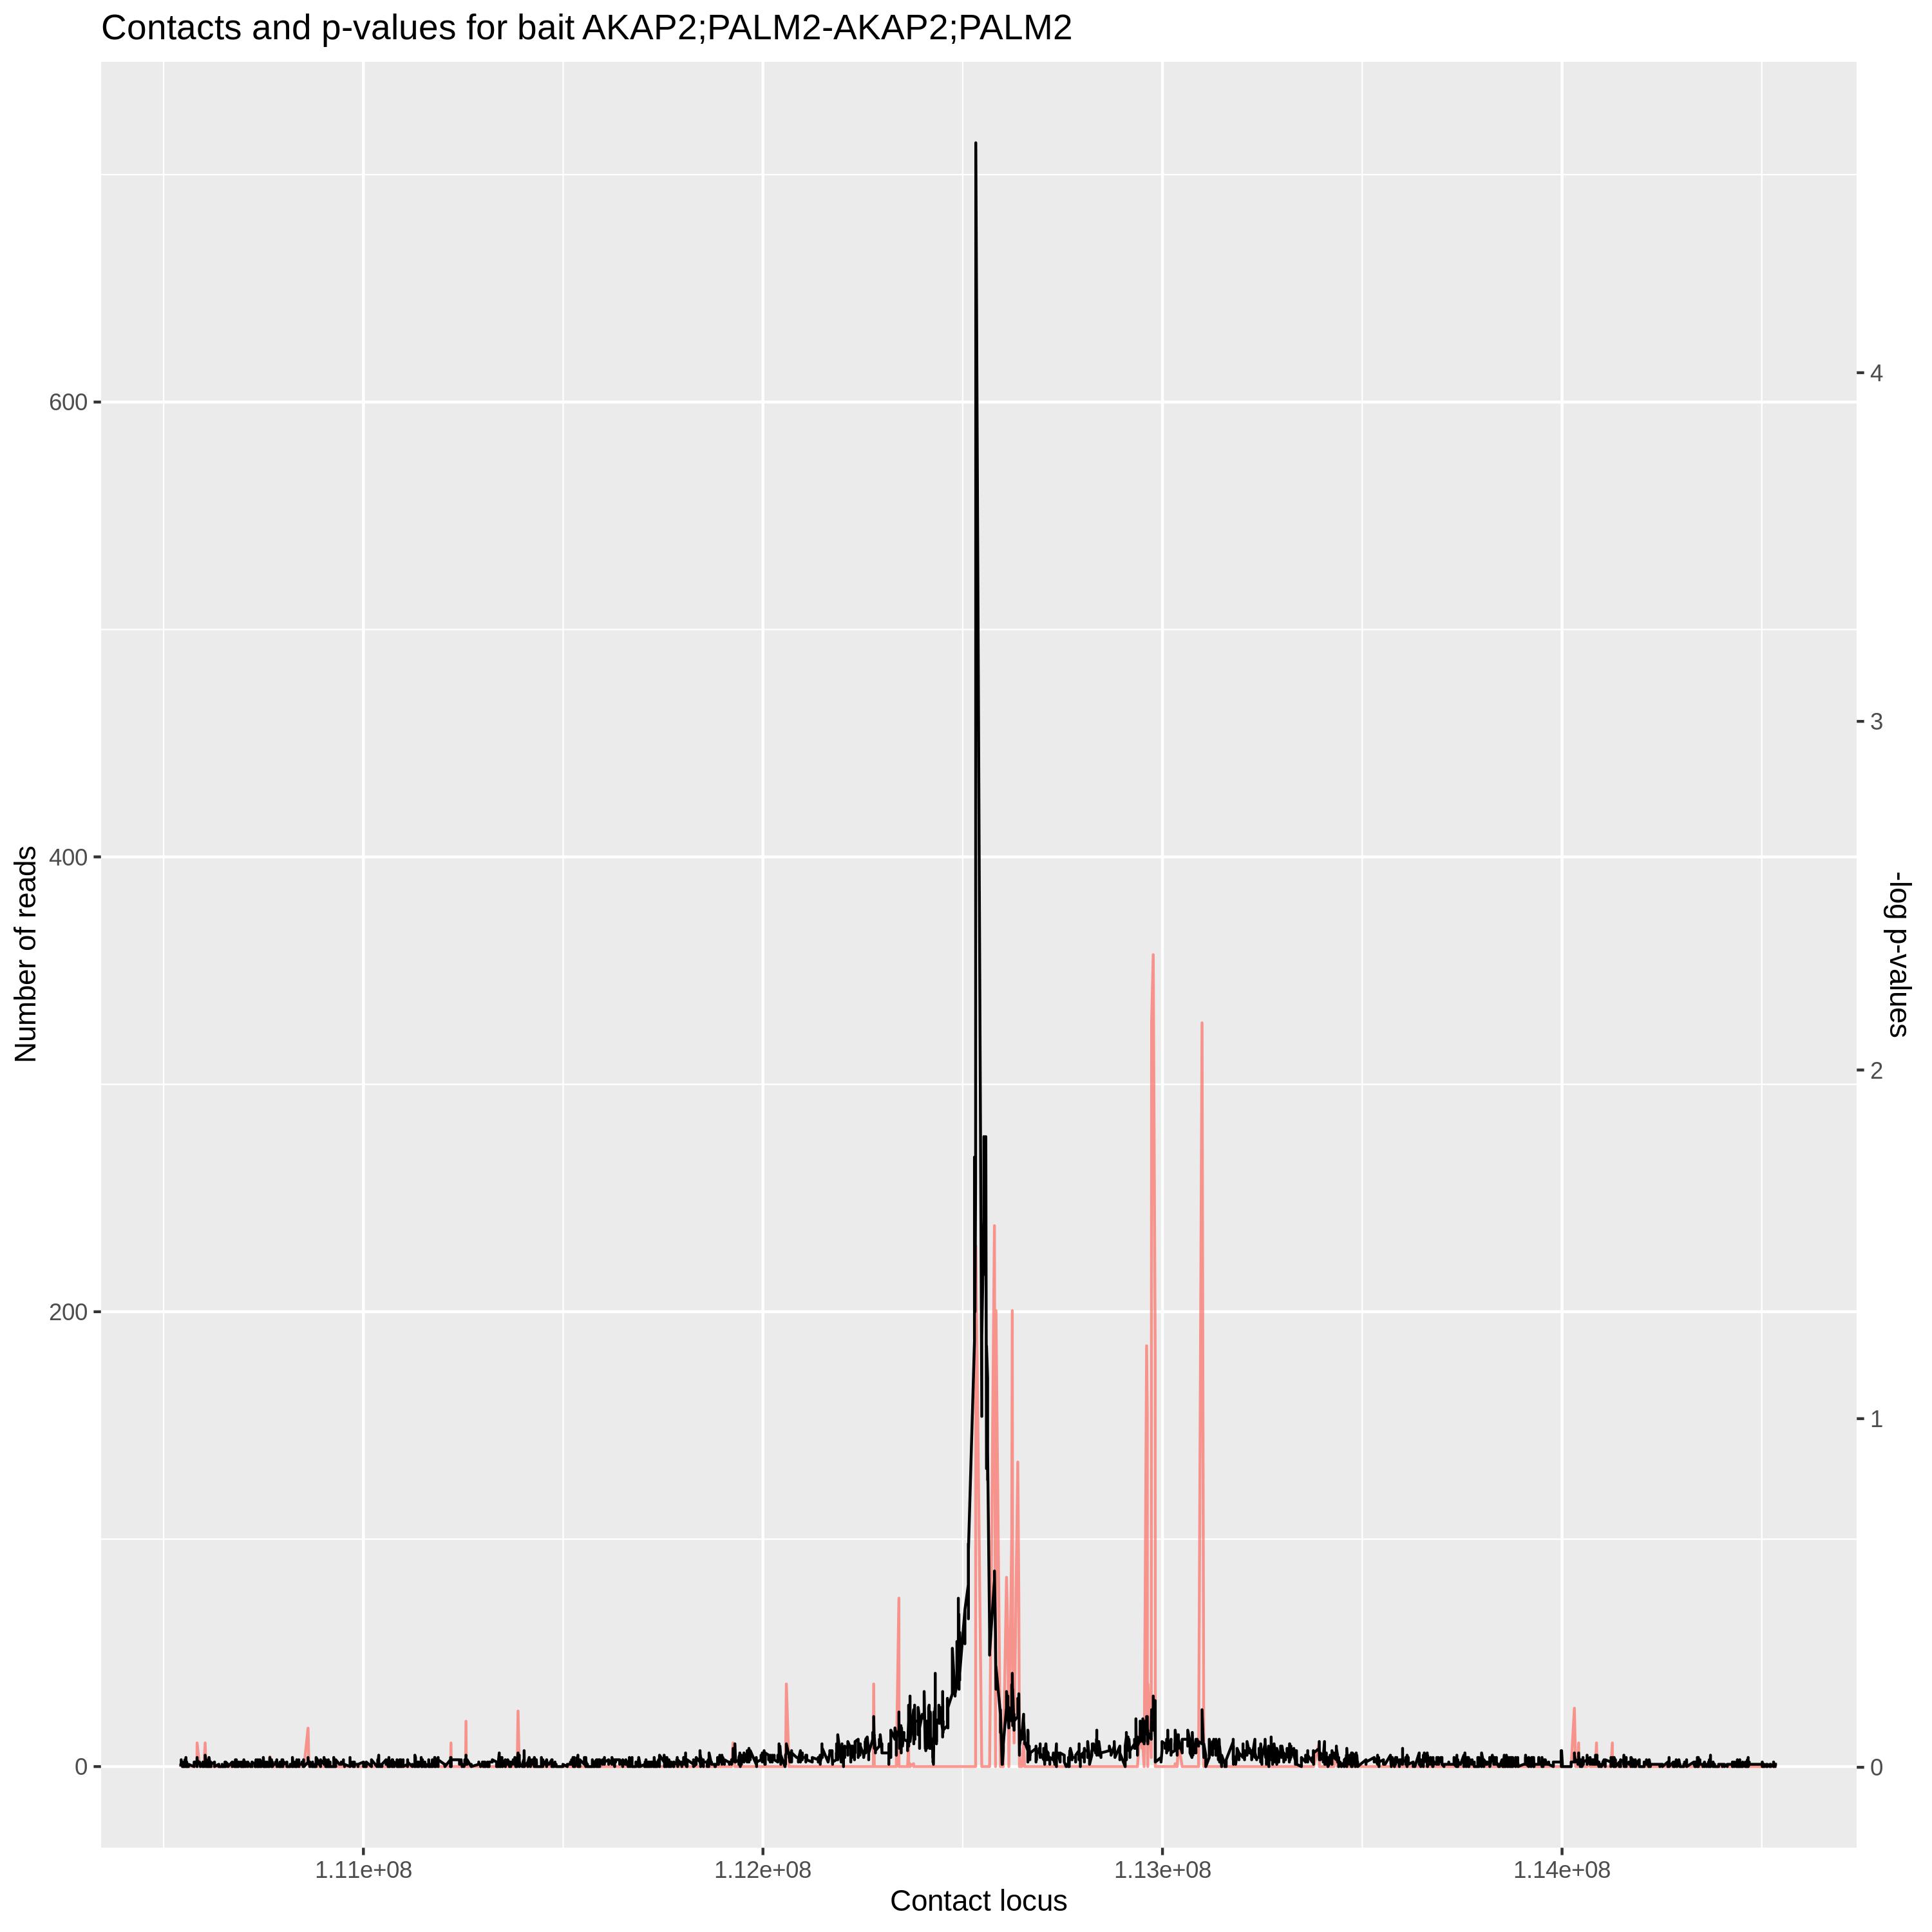 Contacts and p-values for bait AKAP2;PALM2-AKAP2;PALM2
Number of reads
600
400
200
0
4
3
2
1
0
-log p-values
1.11e+08
1.12e+08
1.13e+08
1.14e+08
Contact locus